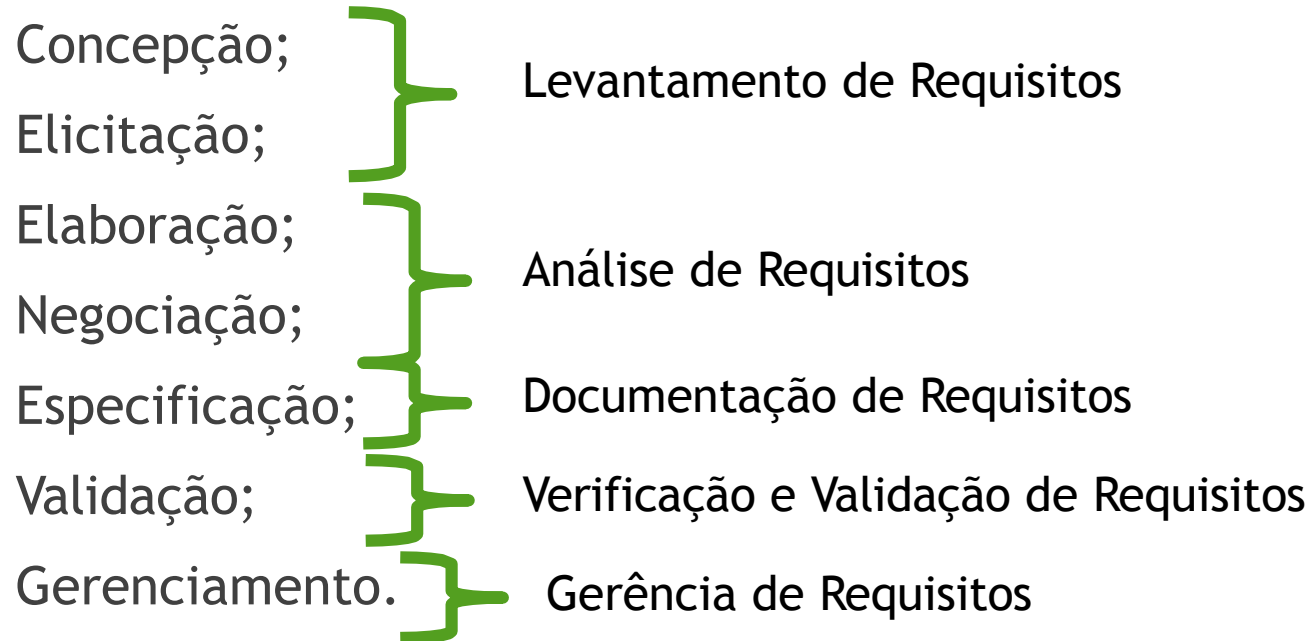 Concepção;
Elicitação;
Levantamento de Requisitos
Elaboração;
Negociação;
Análise de Requisitos
Especificação;
Documentação de Requisitos
Validação;
Verificação e Validação de Requisitos
Gerenciamento.
Gerência de Requisitos